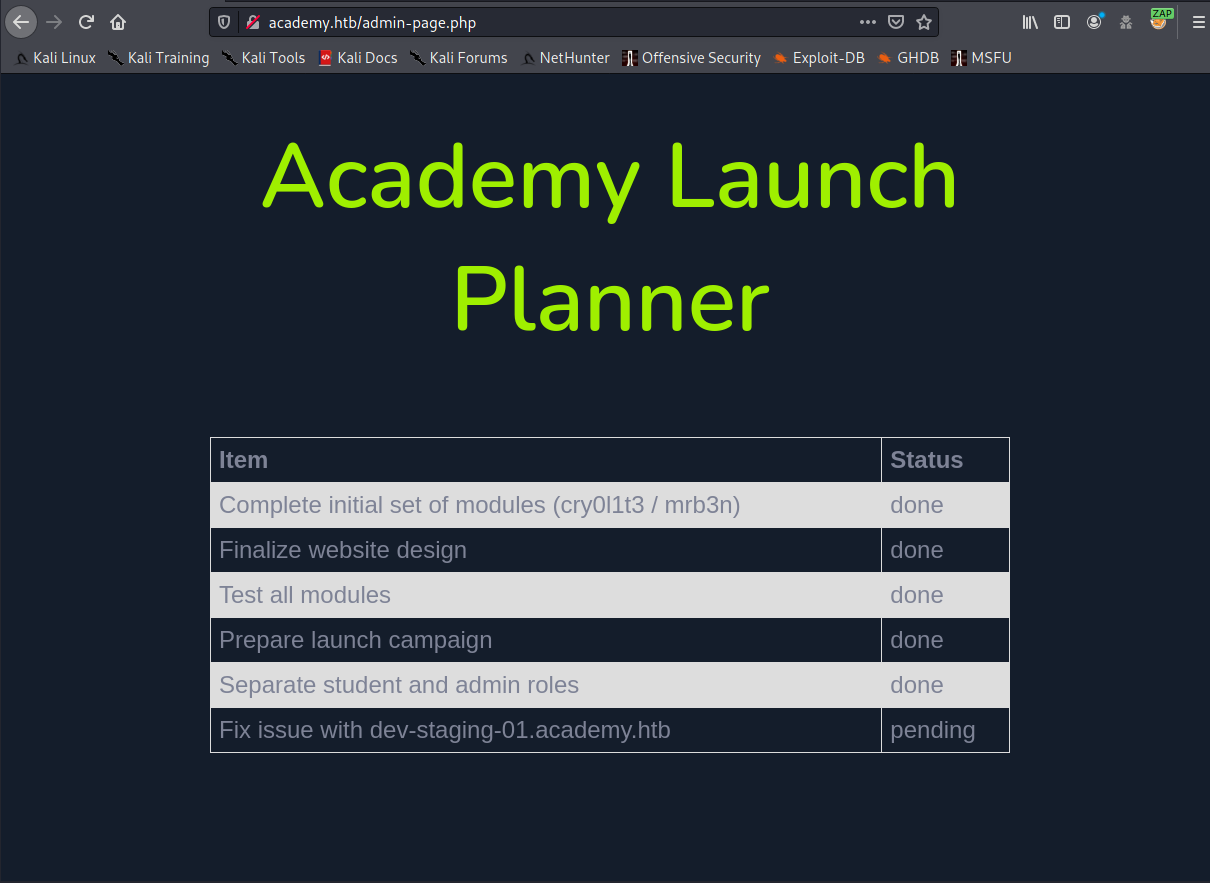 academy.htb/admin-page.php
ZAP
Kali Linux Kali Training Kali Tools Kali Docs Kali Forums NetHunter Offensive Security Exploit-DB GHDB MSFU
Academy Launch
Planner
Item Status
Complete initial set of modules (cry0l1t3 / mrb3n) done
Finalize website design done
Test all modules done
Prepare launch campaign done
Separate student and admin roles done
Fix issue with dev-staging-01.academy.htb pending